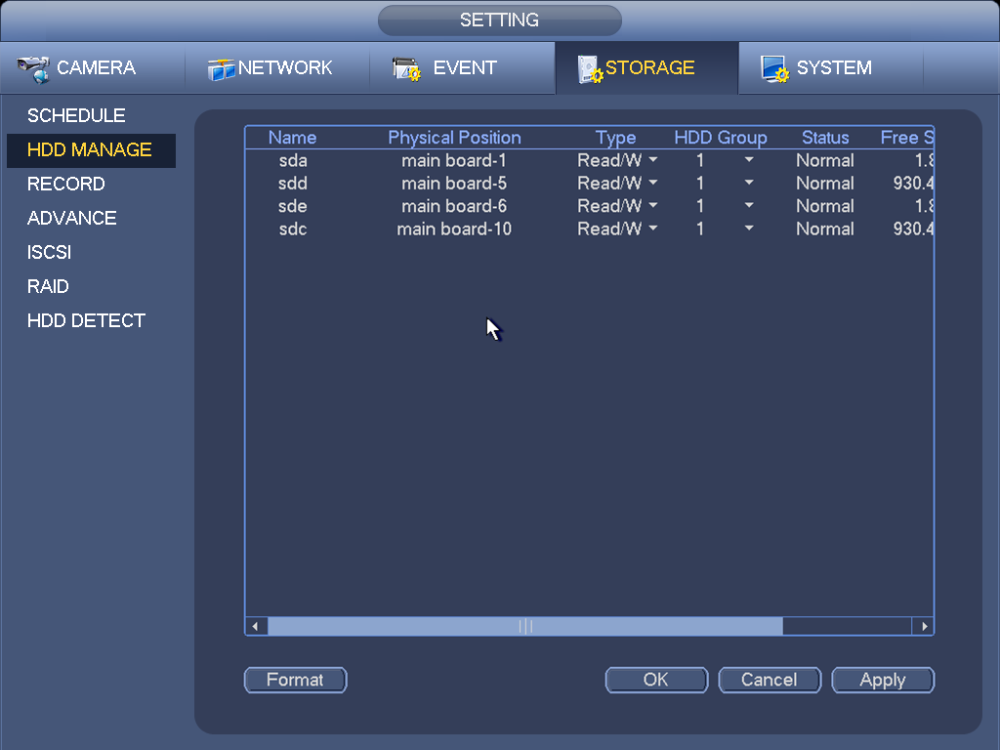 SETTING
CAMERA NETWORK EVENT STORAGE SYSTEM
SCHEDULE
HDD MANAGE
RECORD
ADVANCE
ISCSI
RAID
HDD DETECT
Name Physical Position Type HDD Group Status Free S
sda main board-1 Read/W 1 Normal 1.8
sdd main board-5 Read/W 1 Normal 930.4
sde main board-6 Read/W 1 Normal 1.8
sdc main board-10 Read/W 1 Normal 930.4
Format OK Cancel Apply